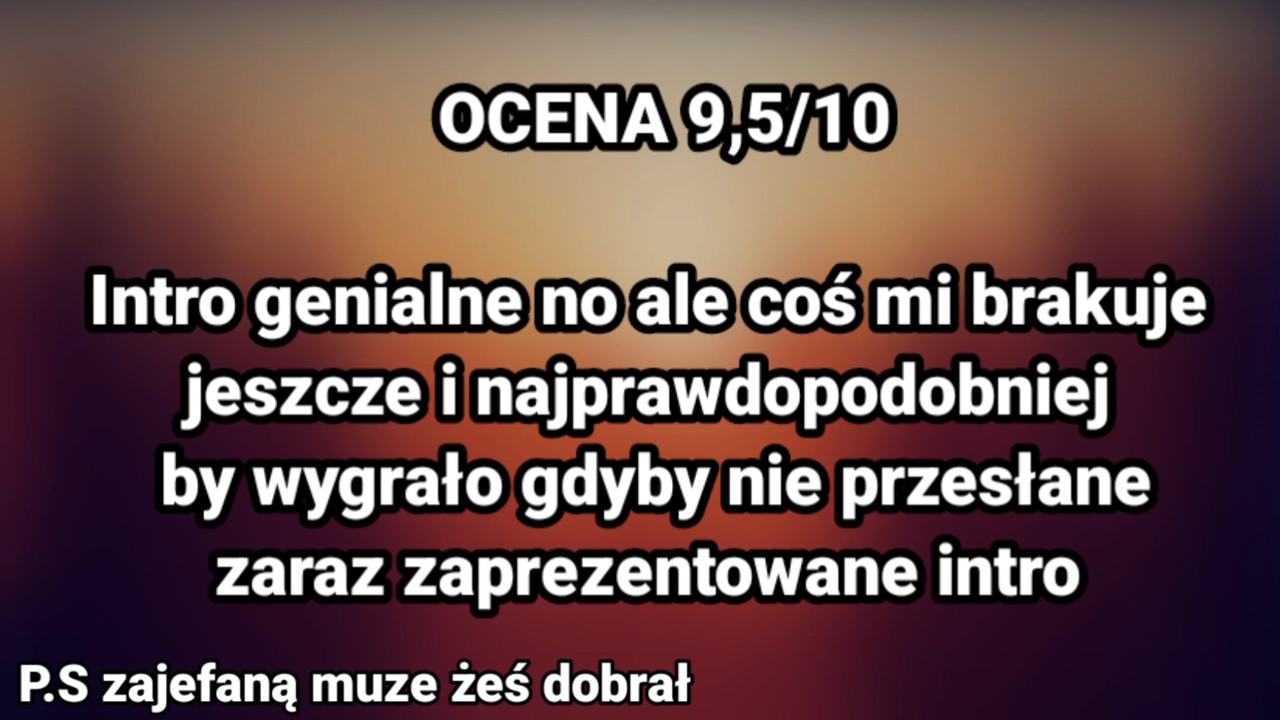 OCENA 9,5/10
Intro genialne no ale coś mi brakuje
jeszcze i najprawdopodobniej
by wygrało gdyby nie przesłane
zaraz zaprezentowane intro
P.S zajefaną muze żeś dobrał